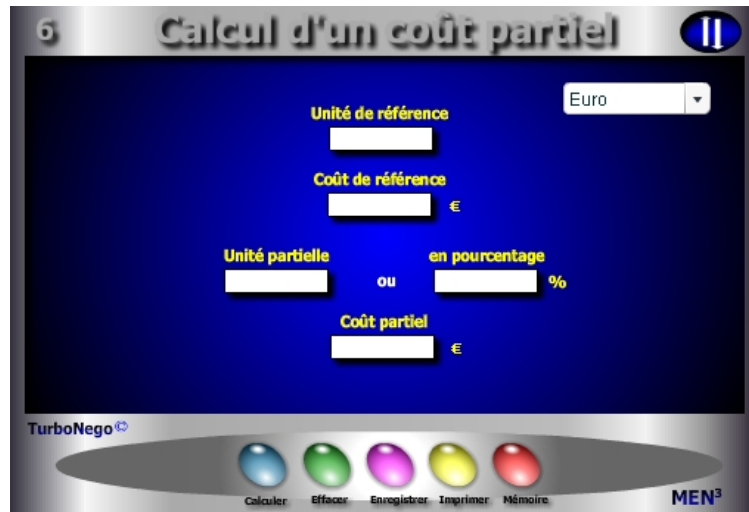 6 Calcul d'un coût partiel
Euro
Unité de référence
Coût de référence
€
Unité partielle en pourcentage
ou %
Coût partiel
€
TurboNego©
Calculer Effacer Enregistrer Imprimer Mémoire
MEN³